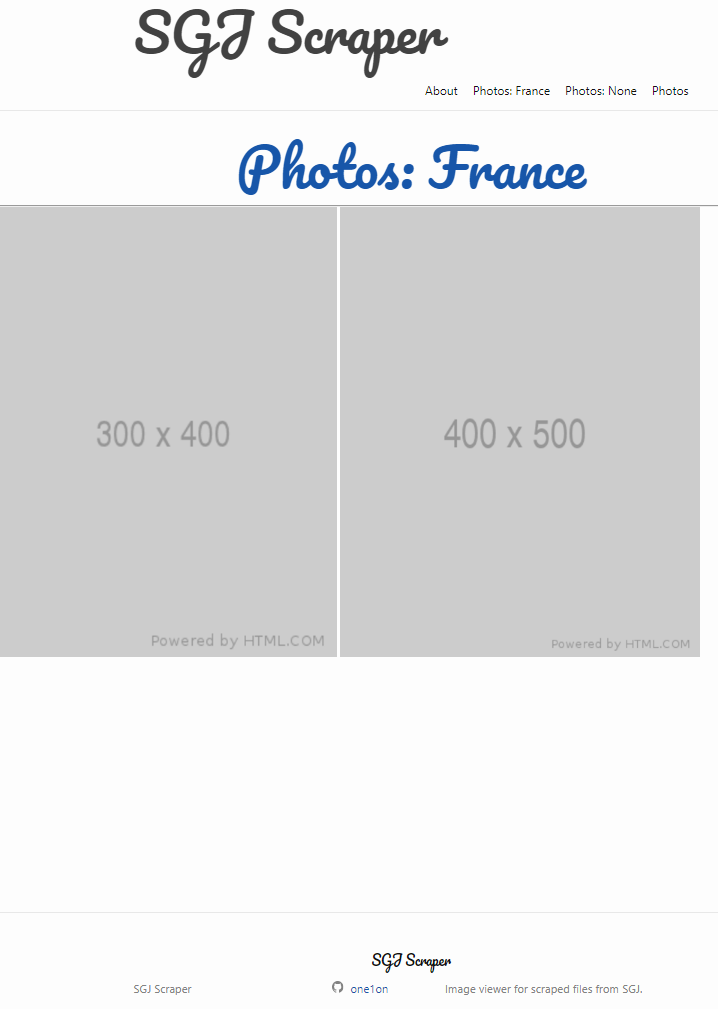 SGJ Scraper
About Photos: France Photos: None Photos
Photos: France
300 x 400
400 x 500
Powered by HTML.COM
Powered by HTML.COM
SGJ Scraper
SGJ Scraper
one1on
Image viewer for scraped files from SGJ.